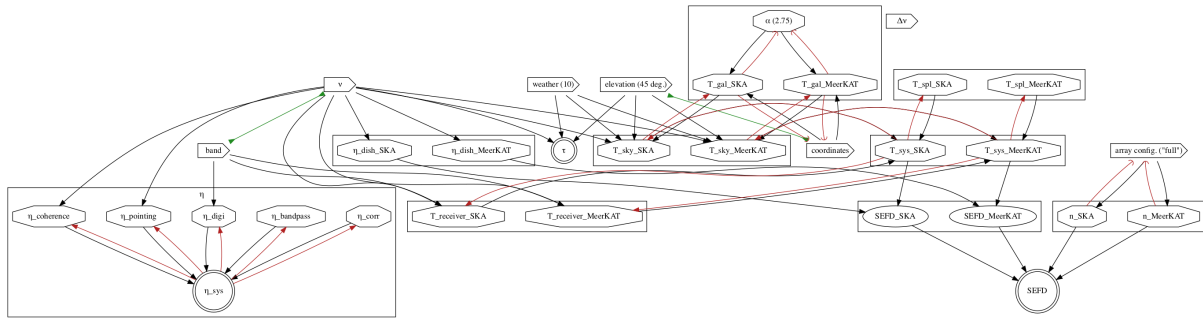 α (2.75)
Δν
ν
weather (10)
elevation (45 deg.)
T_gal_SKA
T_gal_MeerKAT
T_spl_SKA
T_spl_MeerKAT
band
η_dish_SKA
η_dish_MeerKAT
τ
T_sky_SKA
T_sky_MeerKAT
coordinates
T_sys_SKA
T_sys_MeerKAT
array config. ("full")
η
η_coherence
η_pointing
η_digi
η_bandpass
η_corr
T_receiver_SKA
T_receiver_MeerKAT
SEFD_SKA
SEFD_MeerKAT
n_SKA
n_MeerKAT
η_sys
SEFD